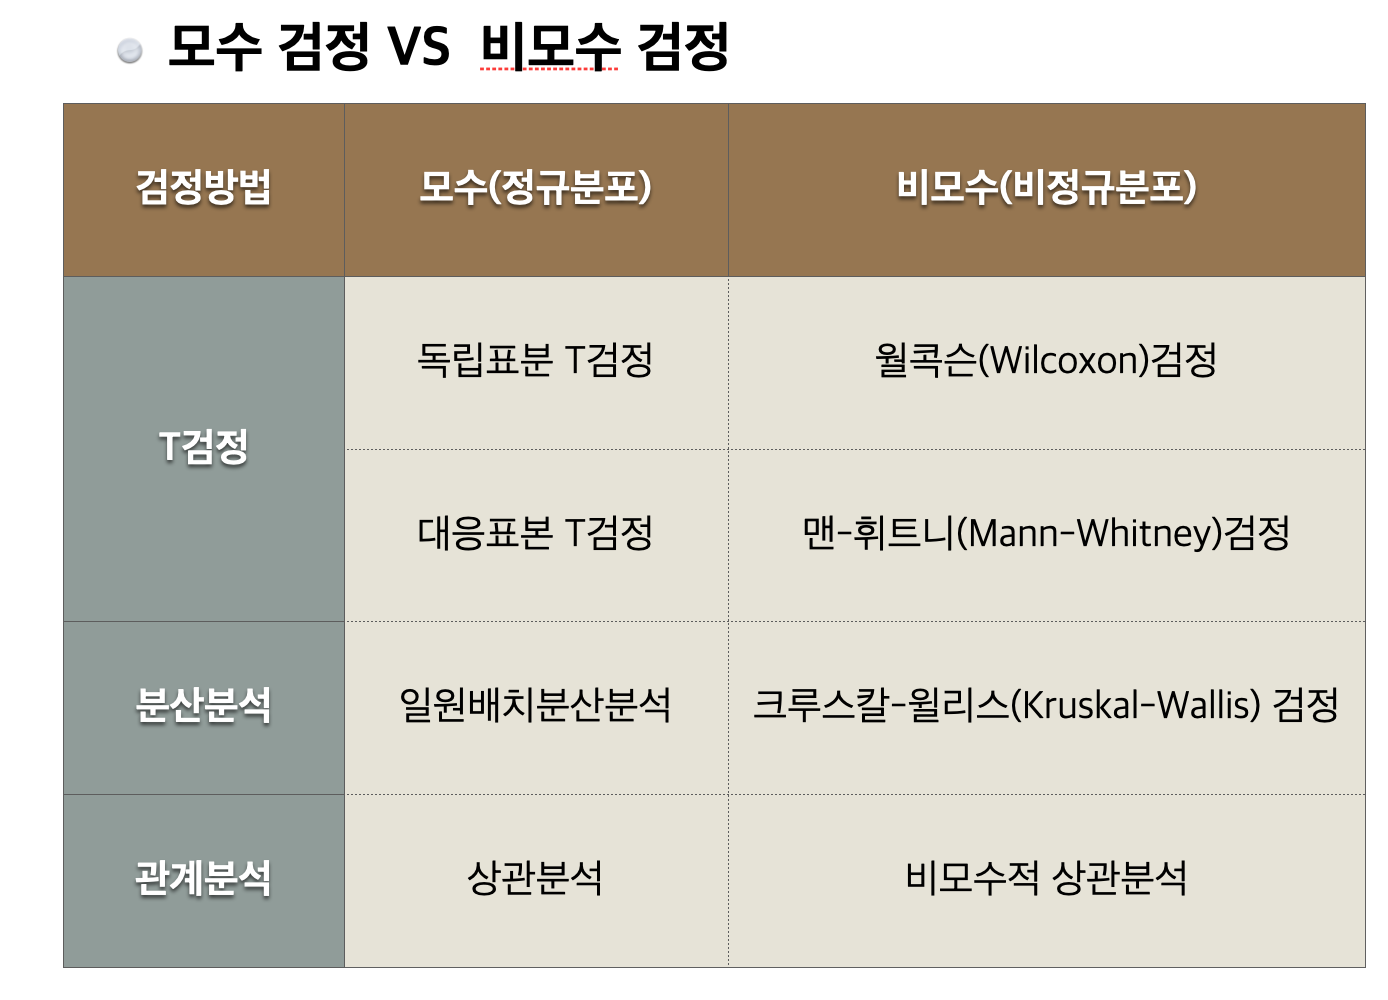 모수 검정 VS 비모수 검정
검정방법 모수(정규분포) 비모수(비정규분포)
T검정
독립표분 T검정 월콕슨(Wilcoxon)검정
대응표본 T검정 맨-휘트니(Mann-Whitney)검정
분산분석 일원배치분산분석 크루스칼-윌리스(Kruskal-Wallis) 검정
관계분석 상관분석 비모수적 상관분석